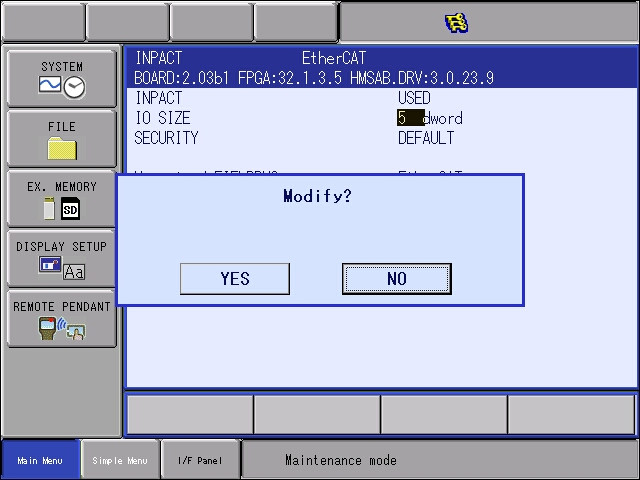 INPACT EtherCAT
BOARD:2.03b1 FPGA:32.1.3.5 HMSAB.DRV:3.0.23.9
INPACT USED
IO SIZE 5 dword
SECURITY DEFAULT
SYSTEM
FILE
EX. MEMORY
SD
DISPLAY SETUP
Aa
REMOTE PENDANT
Modify?
YES NO
Main Menu Simple Menu I/F Panel Maintenance mode